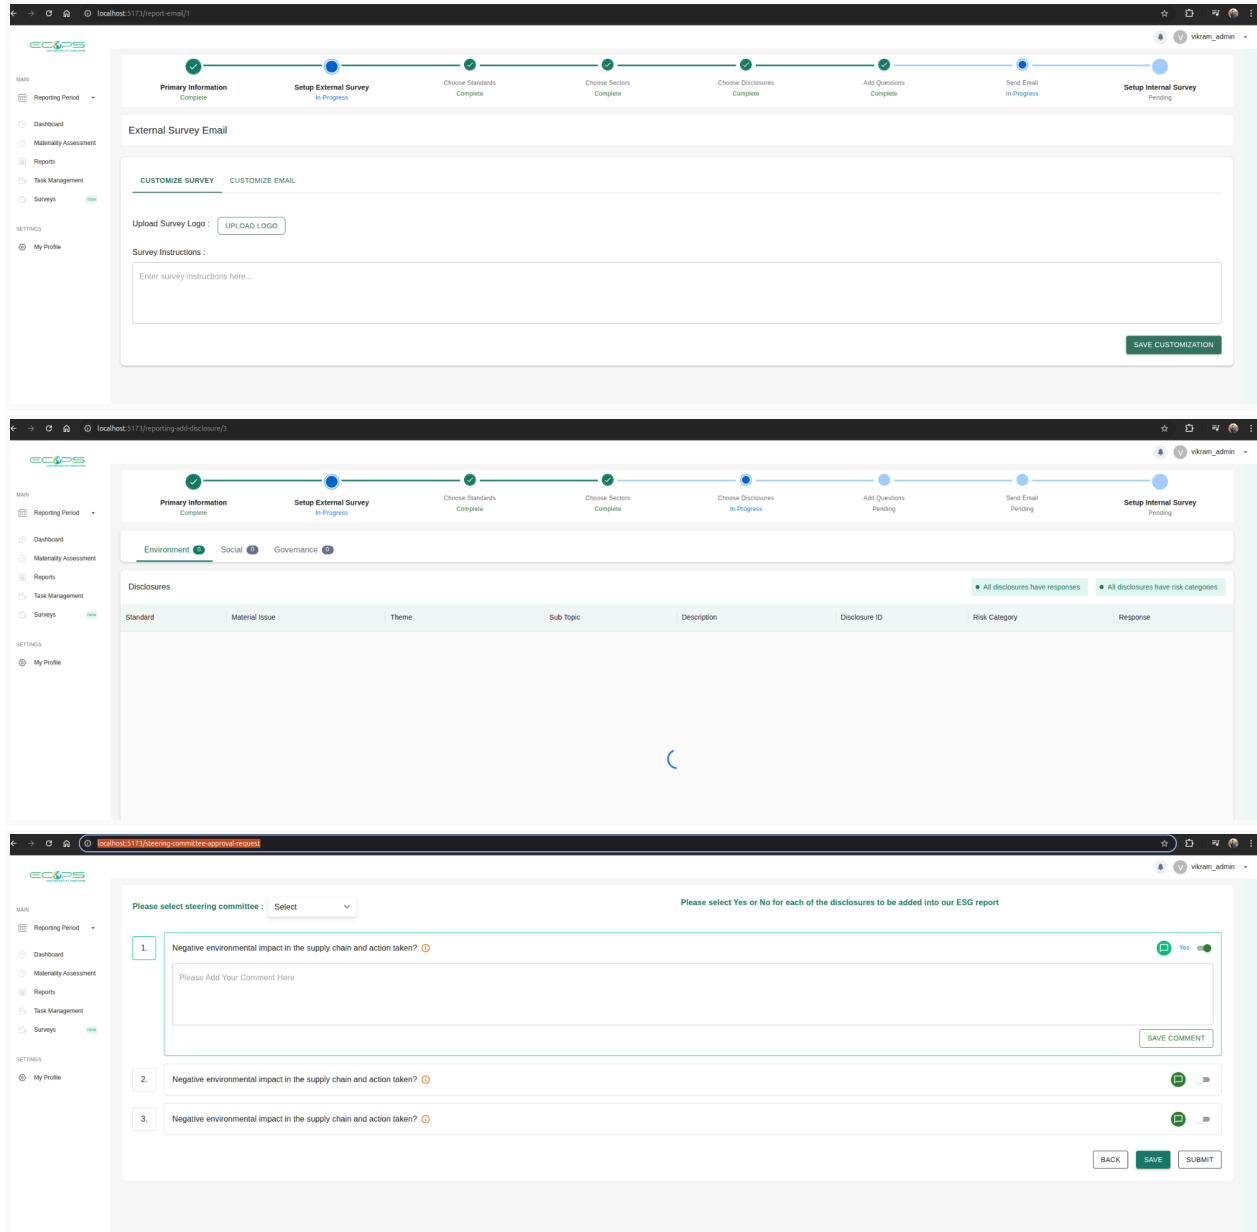 localhost:5173/report-email/1
ECOPS
V vikram_admin
MAIN
Reporting Period
Dashboard
Materiality Assessment
Reports
Task Management
Surveys new
SETTINGS
My Profile
Primary Information
Complete
Setup External Survey
In-Progress
Choose Standards
Complete
Choose Sectors
Complete
Choose Disclosures
Complete
Add Questions
Complete
Send Email
In-Progress
Setup Internal Survey
Pending
External Survey Email
CUSTOMIZE SURVEY CUSTOMIZE EMAIL
Upload Survey Logo : UPLOAD LOGO
Survey Instructions :
Enter survey instructions here...
SAVE CUSTOMIZATION
localhost:5173/reporting-add-disclosure/3
ECOPS
V vikram_admin
MAIN
Reporting Period
Dashboard
Materiality Assessment
Reports
Task Management
Surveys new
SETTINGS
My Profile
Primary Information
Complete
Setup External Survey
In-Progress
Choose Standards
Complete
Choose Sectors
Complete
Choose Disclosures
In-Progress
Add Questions
Pending
Send Email
Pending
Setup Internal Survey
Pending
Environment 0 Social 0 Governance 0
Disclosures
All disclosures have responses All disclosures have risk categories
Standard Material Issue Theme Sub Topic Description Disclosure ID Risk Category Response
localhost:5173/steering-committee-approval-request
ECOPS
V vikram_admin
MAIN
Reporting Period
Dashboard
Materiality Assessment
Reports
Task Management
Surveys new
SETTINGS
My Profile
Please select steering committee : Select
Please select Yes or No for each of the disclosures to be added into our ESG report
1. Negative environmental impact in the supply chain and action taken? Yes
Please Add Your Comment Here
SAVE COMMENT
2. Negative environmental impact in the supply chain and action taken?
3. Negative environmental impact in the supply chain and action taken?
BACK SAVE SUBMIT